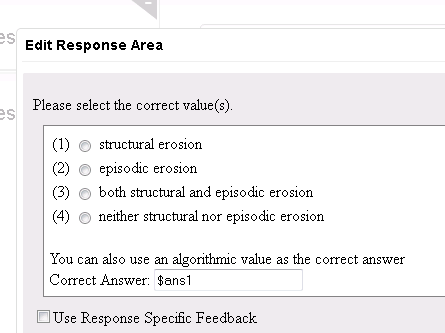 es
Edit Response Area
es
Please select the correct value(s).
(1) structural erosion
(2) episodic erosion
(3) both structural and episodic erosion
(4) neither structural nor episodic erosion
You can also use an algorithmic value as the correct answer
Correct Answer: $ans1
Use Response Specific Feedback